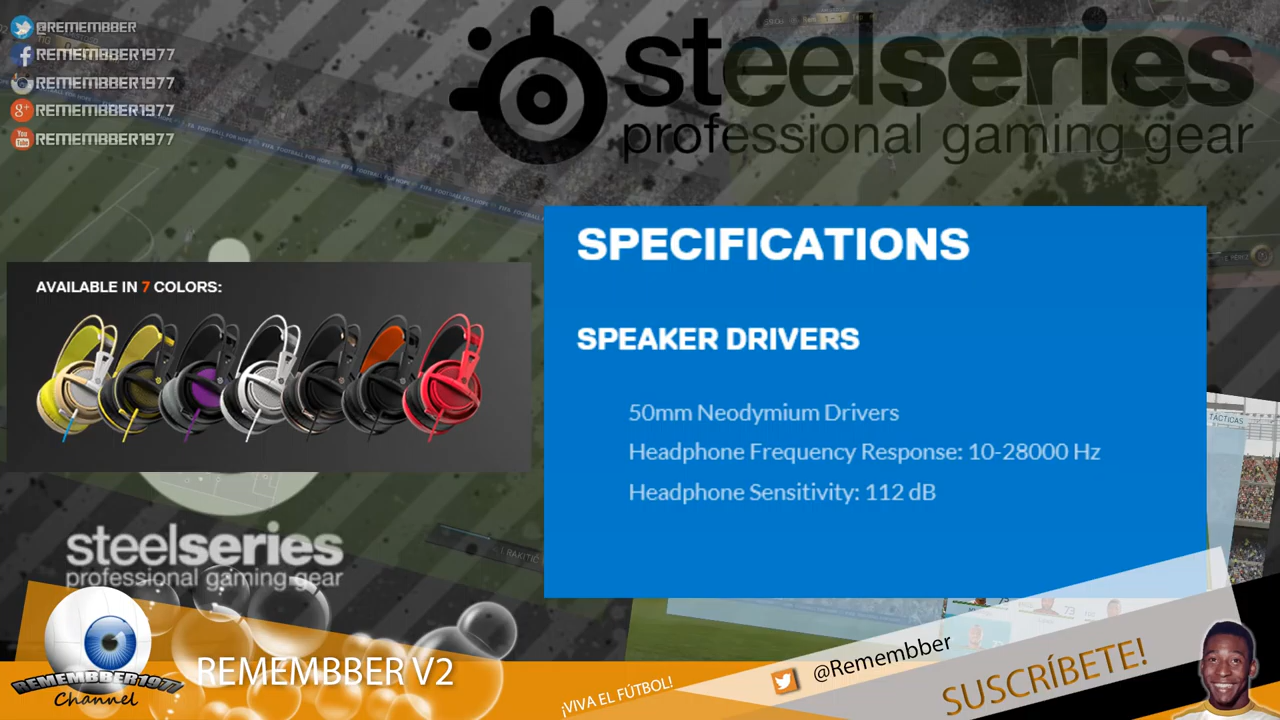 @REMEMBBER
REMEMBBER1977
REMEMBBER1977
REMEMBBER1977
REMEMBBER1977
steelseries
professional gaming gear
SPECIFICATIONS
SPEAKER DRIVERS
50mm Neodymium Drivers
Headphone Frequency Response: 10-28000 Hz
Headphone Sensitivity: 112 dB
AVAILABLE IN 7 COLORS:
steelseries
professional gaming gear
TÁCTICAS
RAKITIĆ
REMEMBBER1977
Channel
REMEMBBER V2
¡VIVA EL FÚTBOL!
@Remembber
SUSCRÍBETE!